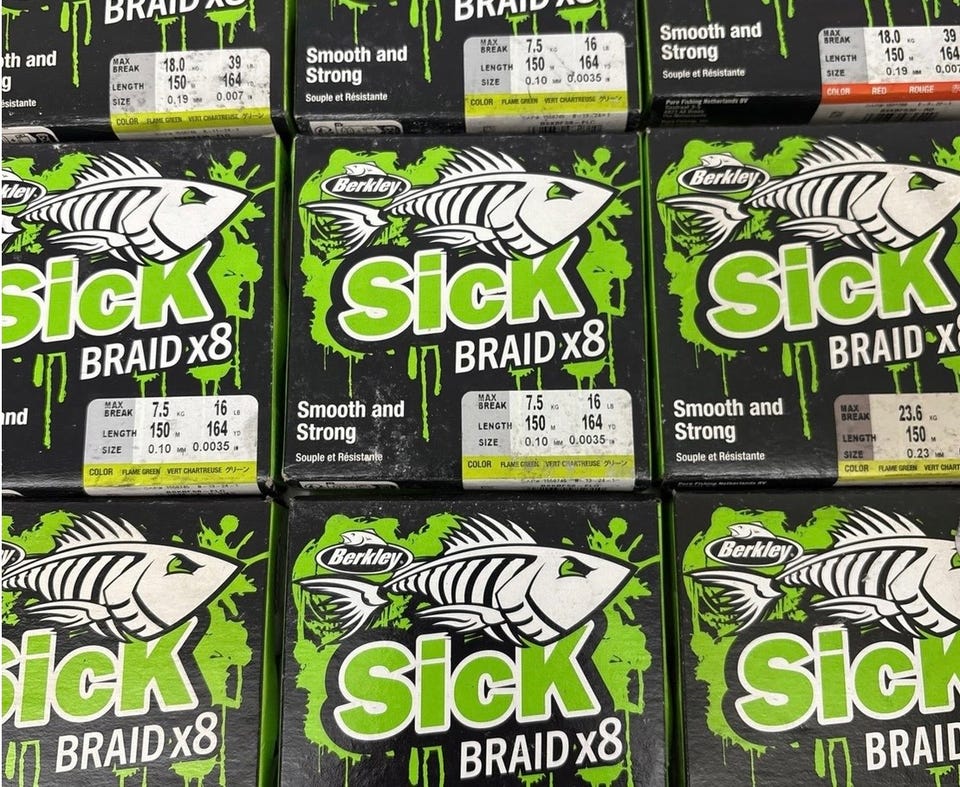 BRAID x8
MAX BREAK 18.0 KG 39 LB
LENGTH 150 M 164 YD
SIZE 0.19 MM 0.007 IN
COLOR FLAME GREEN VERT CHARTREUSE グリーン
BRAID x8
Smooth and
Strong
Souple et Résistante
MAX BREAK 7.5 KG 16 LB
LENGTH 150 M 164 YD
SIZE 0.10 MM 0.0035 IN
COLOR FLAME GREEN VERT CHARTREUSE グリーン
Smooth and
Strong
Souple et Résistante
Pure Fishing Netherlands BV
MAX BREAK 18.0 KG 39
LENGTH 150 M 164
SIZE 0.19 MM 0.007
COLOR RED ROUGE
Sick
BRAID x8
and
MAX BREAK 7.5 KG 16 LB
LENGTH 150 M 164 YD
SIZE 0.10 MM 0.0035 IN
COLOR FLAME GREEN VERT CHARTREUSE グリーン
Berkley
Sick
BRAID x8
Smooth and
Strong
Souple et Résistante
MAX BREAK 7.5 KG 16 LB
LENGTH 150 M 164 YD
SIZE 0.10 MM 0.0035 IN
COLOR FLAME GREEN VERT CHARTREUSE グリーン
Berkley
Sick
BRAID x8
Smooth and
Strong
Souple et Résistante
MAX BREAK 23.6 KG
LENGTH 150 M
SIZE 0.23 MM
COLOR FLAME GREEN VERT
Pure Fishing Netherlands BV
Sick
BRAID x8
Berkley
Sick
BRAID x8
Berkley
Sick
BRAID